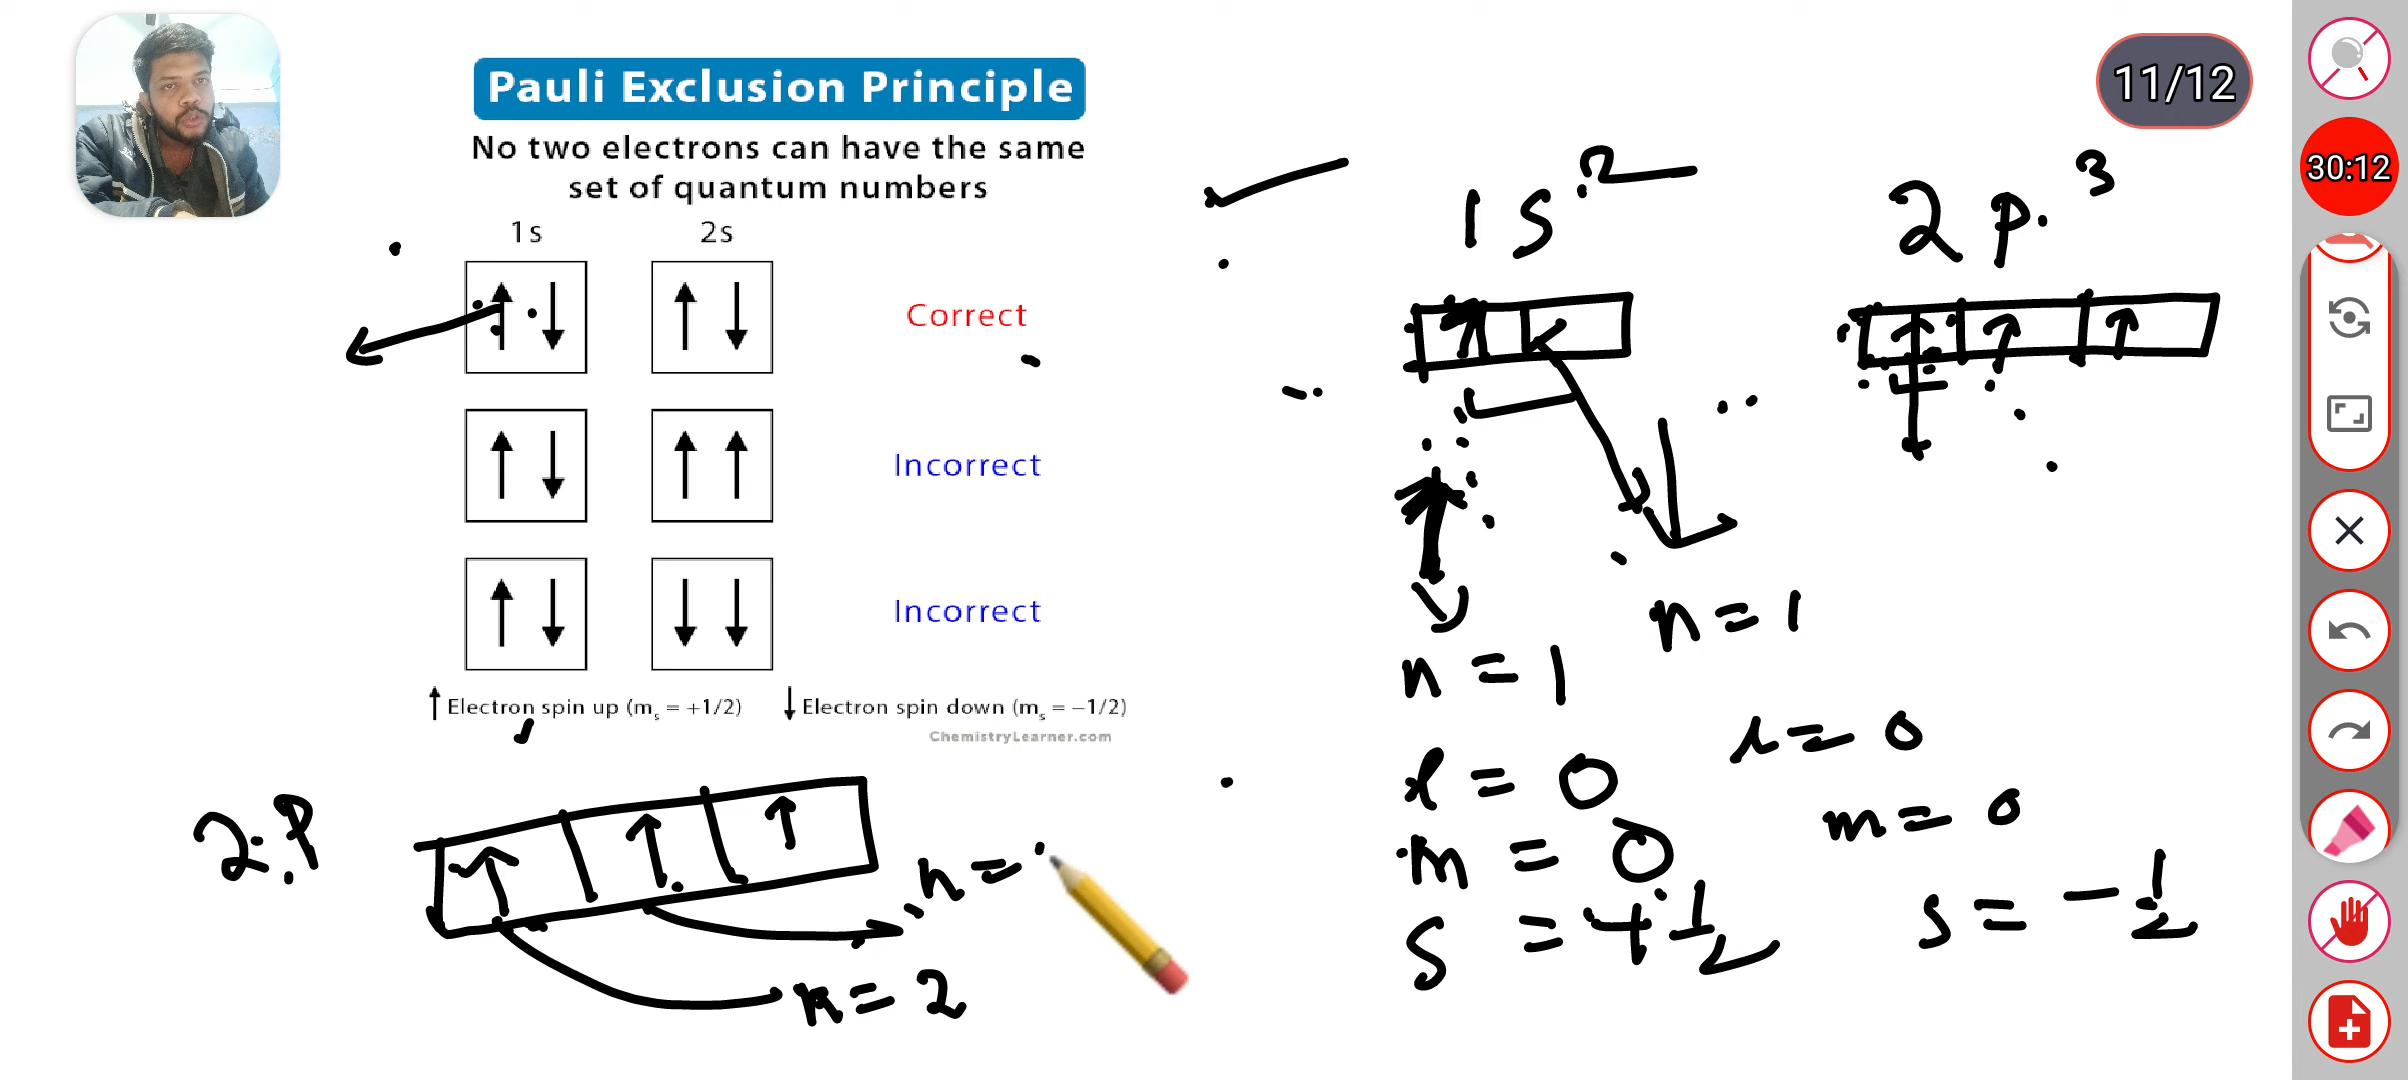 Pauli Exclusion Principle
No two electrons can have the same
set of quantum numbers
1s 2s
Correct
Incorrect
Incorrect
Electron spin up (ms = +1/2) Electron spin down (ms = −1/2)
ChemistryLearner.com
2p
n =
n = 2
11/12
30:12
1s² 2p³
n = 1
l = 0
m = 0
s = +1/2
n = 1
l = 0
m = 0
s = -1/2